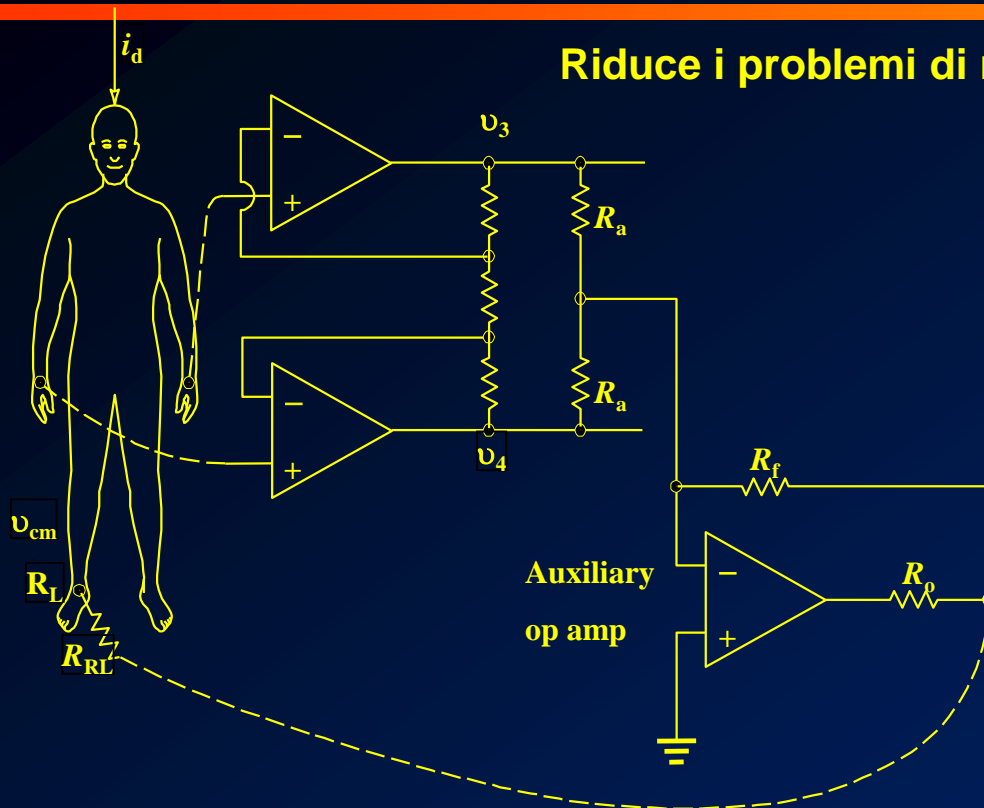 i_d
Riduce i problemi di
υ_3
−
+
R_a
R_a
−
+
υ_4
R_f
υ_cm
R_L
Auxiliary
op amp
−
+
R_o
R_RL